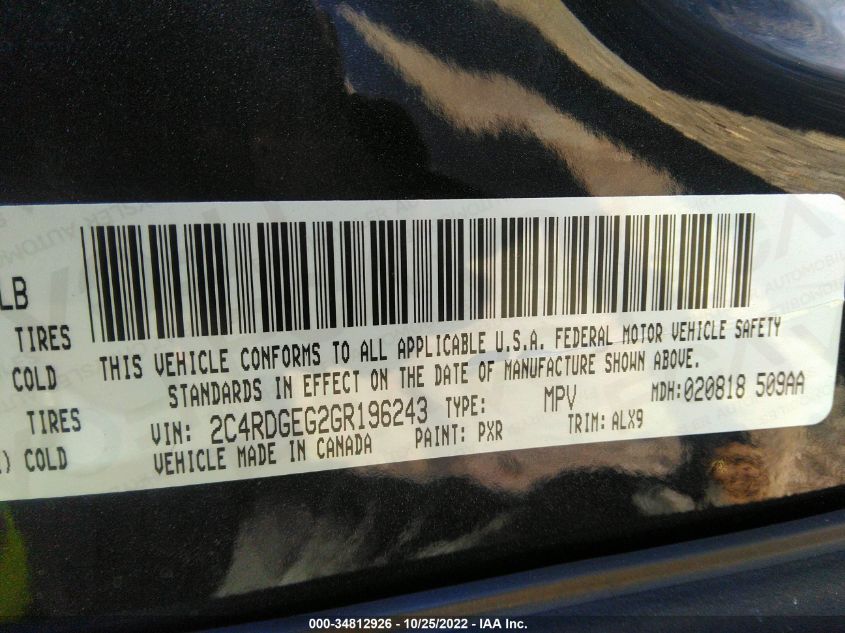 LB
TIRES
COLD
TIRES
) COLD
THIS VEHICLE CONFORMS TO ALL APPLICABLE U.S.A. FEDERAL MOTOR VEHICLE SAFETY
STANDARDS IN EFFECT ON THE DATE OF MANUFACTURE SHOWN ABOVE.
VIN: 2C4RDGEG2GR196243 TYPE: MPV MDH:020818 509AA
VEHICLE MADE IN CANADA PAINT: PXR TRIM: ALX9
000-34812926 - 10/25/2022 - IAA Inc.